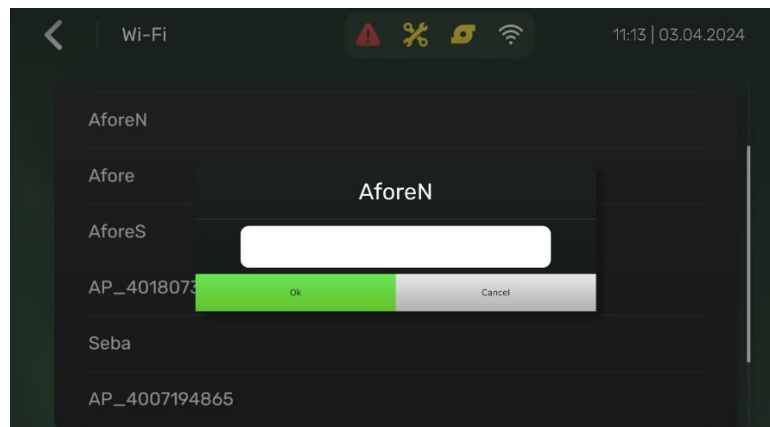 Wi-Fi
11:13 | 03.04.2024
AforeN
Afore
AforeN
AforeS
AP_4018073
Ok
Cancel
Seba
AP_4007194865